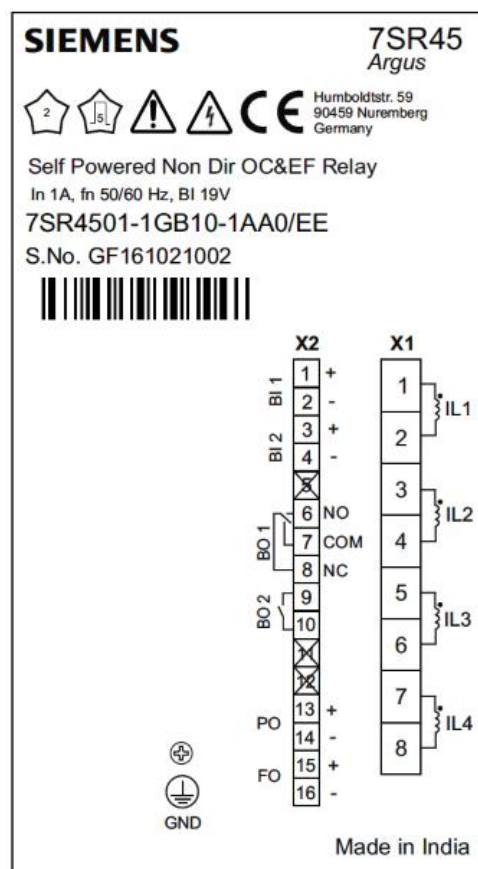 SIEMENS
7SR45
Argus
2
5
CE
Humboldtstr. 59
90459 Nuremberg
Germany
Self Powered Non Dir OC&EF Relay
In 1A, fn 50/60 Hz, BI 19V
7SR4501-1GB10-1AA0/EE
S.No. GF161021002
X2
X1
BI 1
1 +
2 -
BI 2
3 +
4 -
5
BO 1
6 NO
7 COM
8 NC
BO 2
9
10
11
12
PO
13 +
14 -
FO
15 +
16 -
1
2
IL1
3
4
IL2
5
6
IL3
7
8
IL4
GND
Made in India